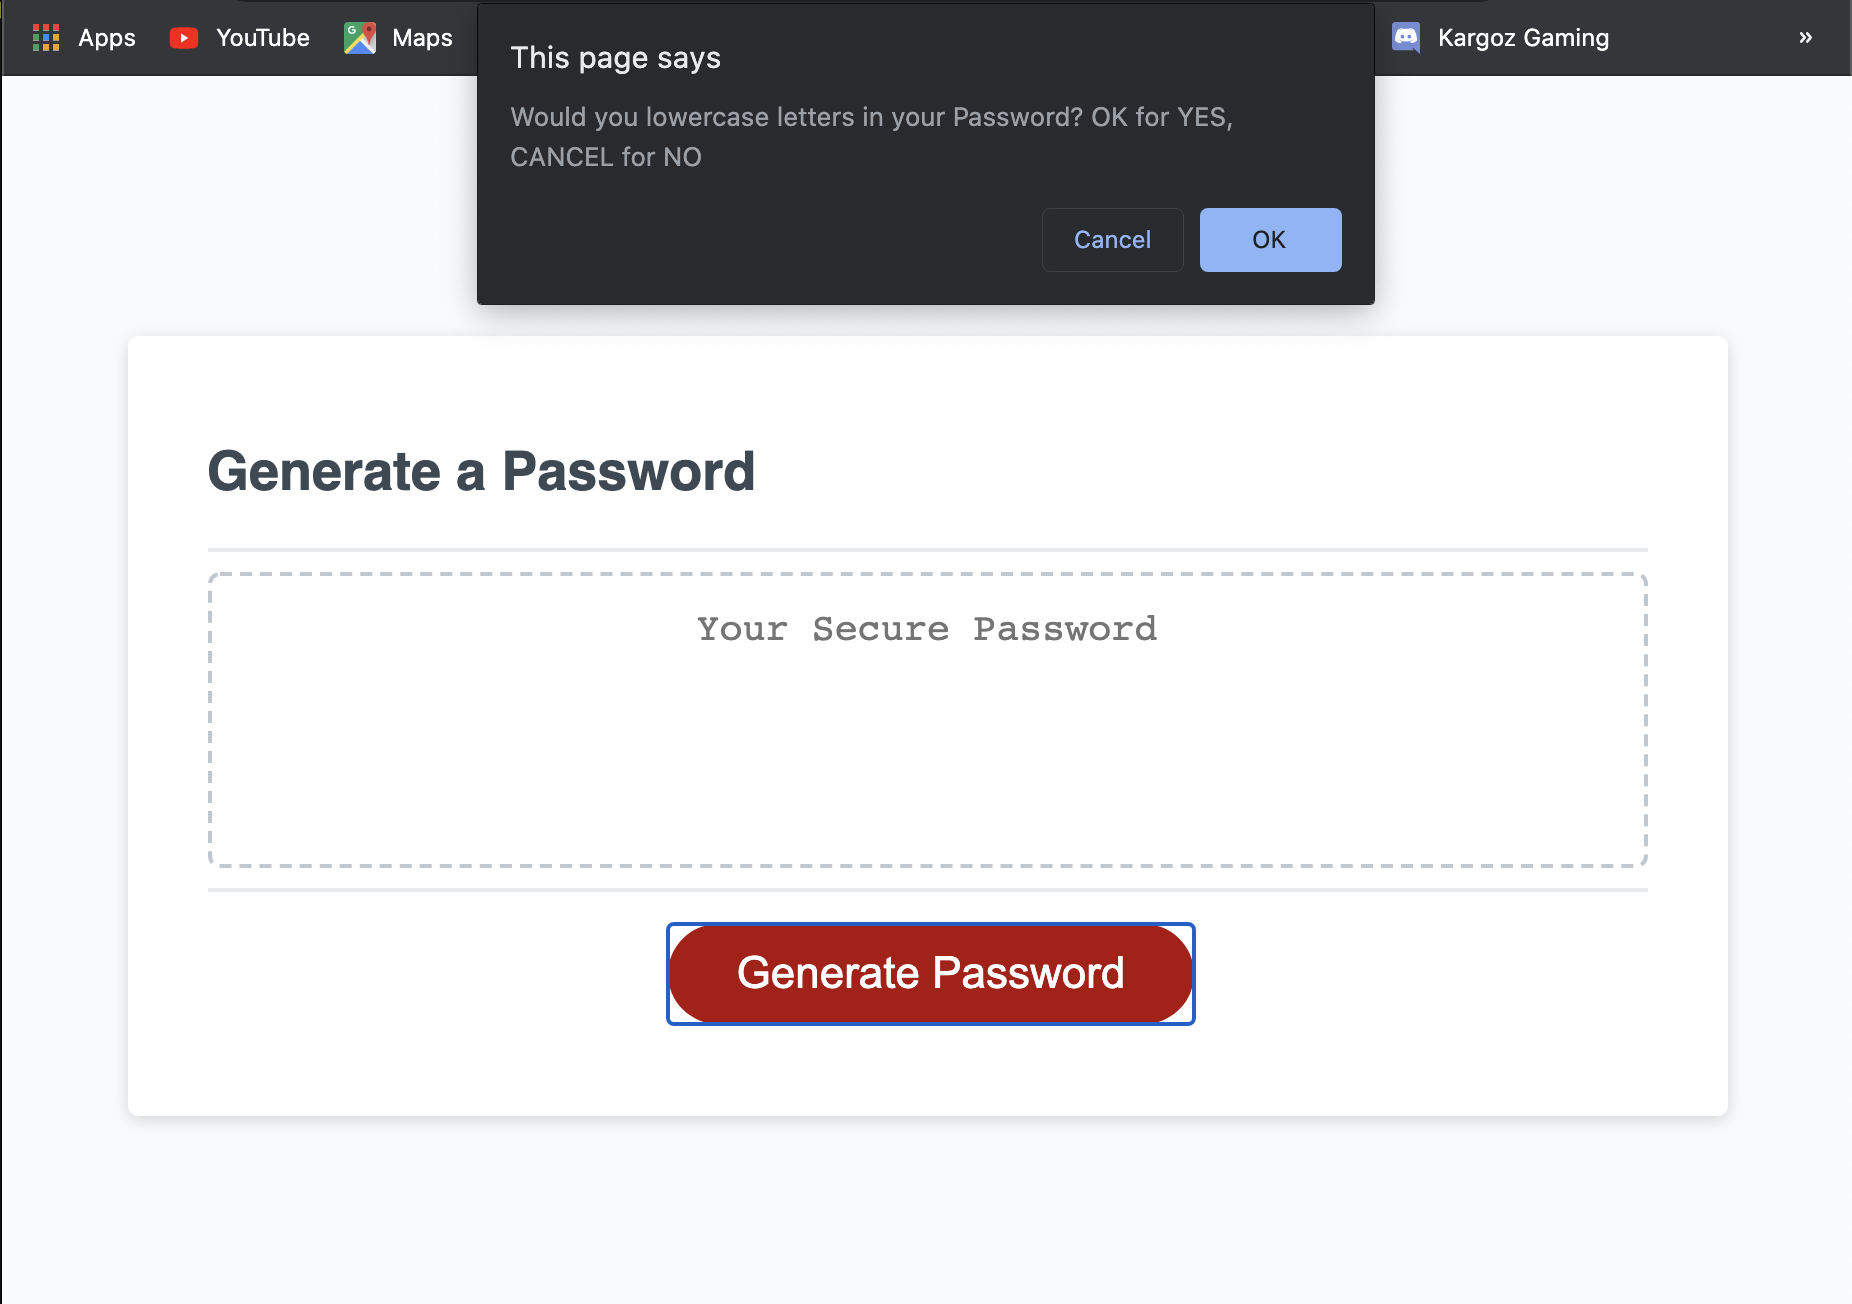 Apps YouTube Maps Kargoz Gaming »
This page says
Would you lowercase letters in your Password? OK for YES,
CANCEL for NO
Cancel OK
Generate a Password
Your Secure Password
Generate Password